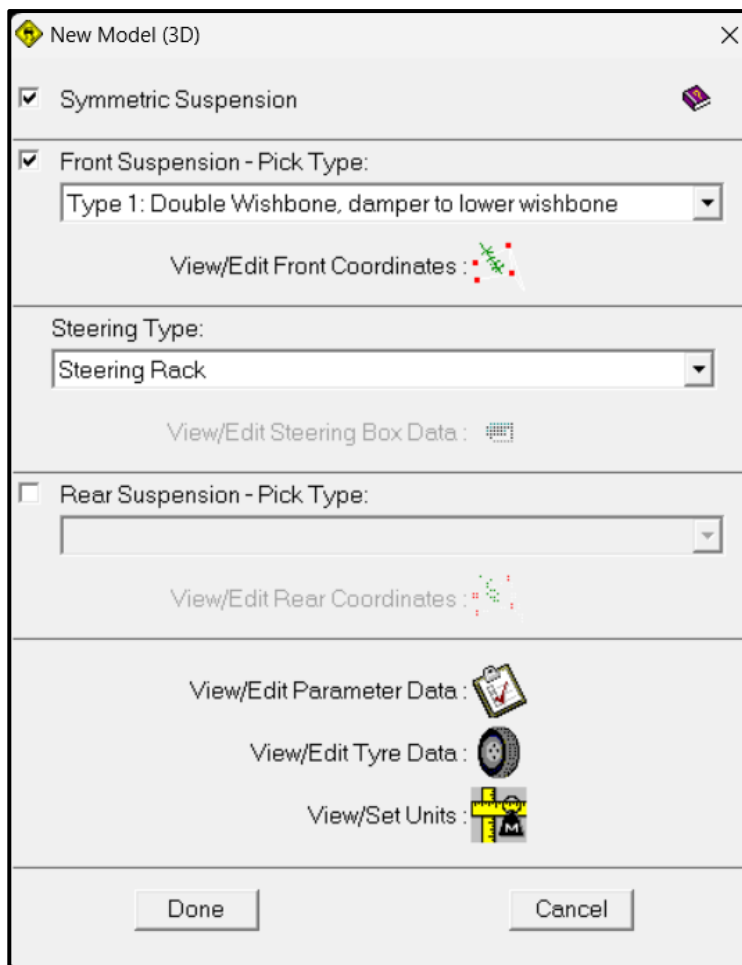 New Model (3D)
Symmetric Suspension
Front Suspension - Pick Type:
Type 1: Double Wishbone, damper to lower wishbone
View/Edit Front Coordinates :
Steering Type:
Steering Rack
View/Edit Steering Box Data :
Rear Suspension - Pick Type:
View/Edit Rear Coordinates :
View/Edit Parameter Data :
View/Edit Tyre Data :
View/Set Units :
M
Done
Cancel